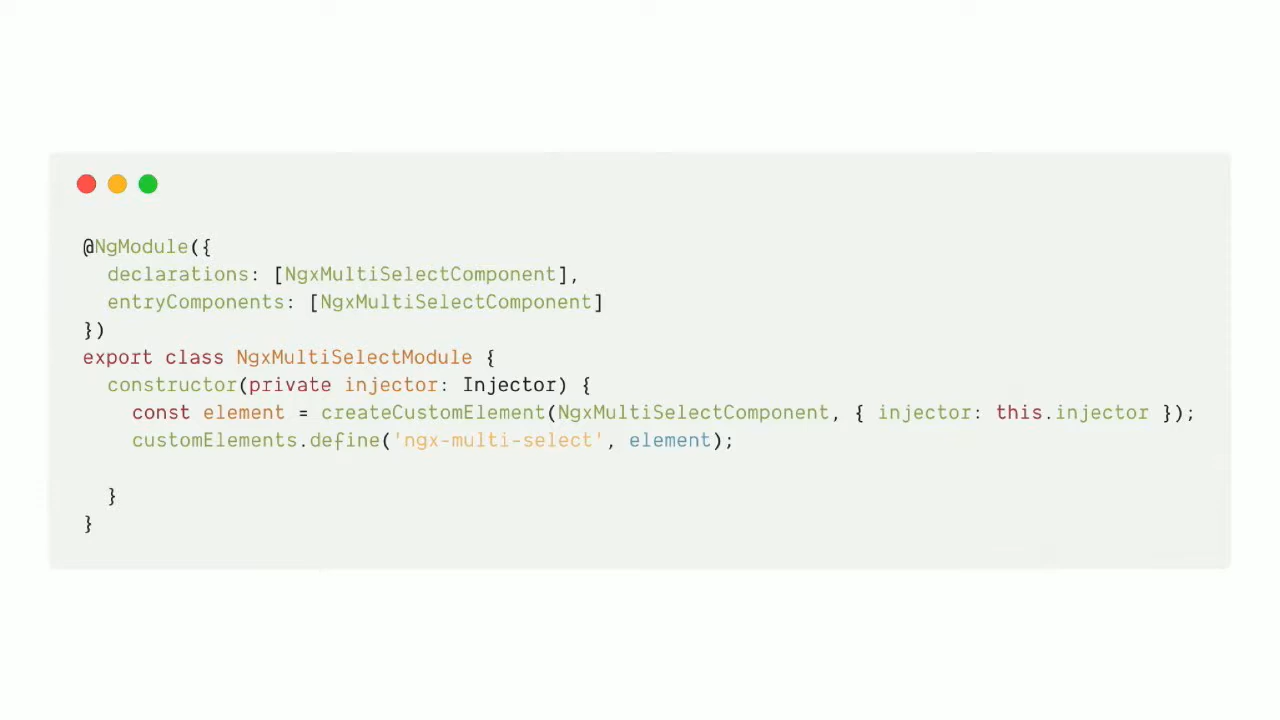 @NgModule({
  declarations: [NgxMultiSelectComponent],
  entryComponents: [NgxMultiSelectComponent]
})
export class NgxMultiSelectModule {
  constructor(private injector: Injector) {
    const element = createCustomElement(NgxMultiSelectComponent, { injector: this.injector });
    customElements.define('ngx-multi-select', element);
  }
}